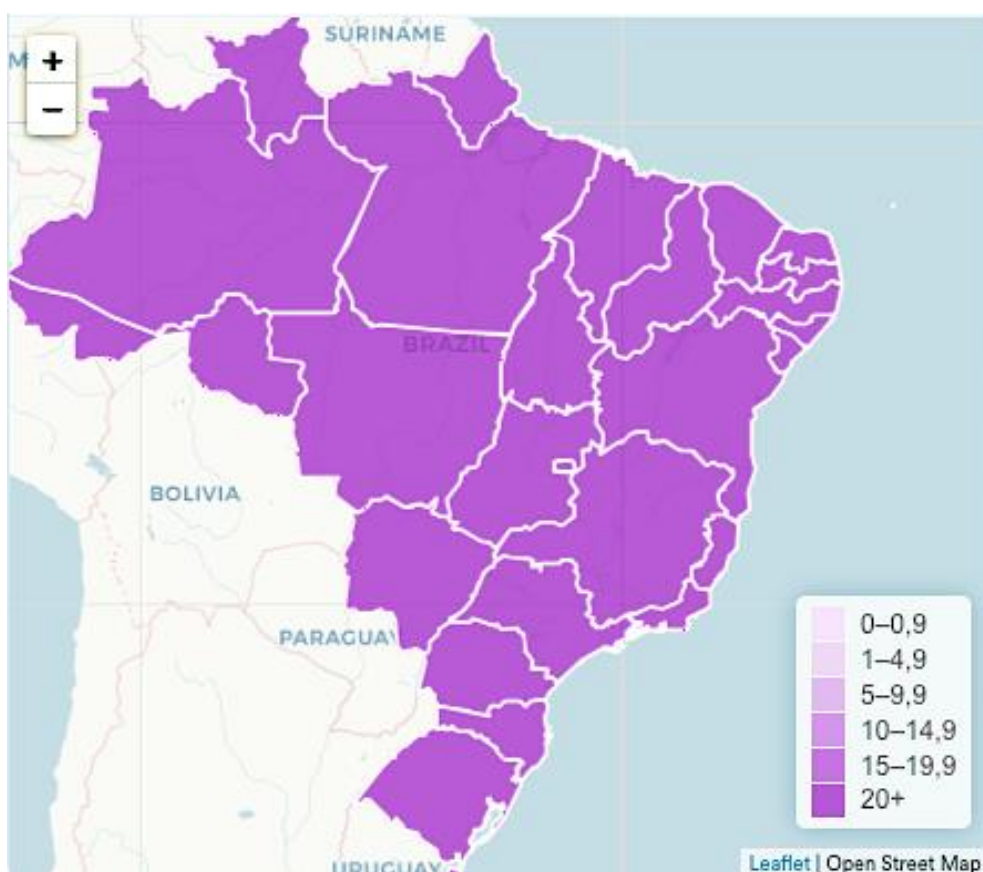 SURINAME
M
+
−
BRAZIL
BOLIVIA
PARAGUAY
URUGUAY
0–0,9
1–4,9
5–9,9
10–14,9
15–19,9
20+
Leaflet | Open Street Map